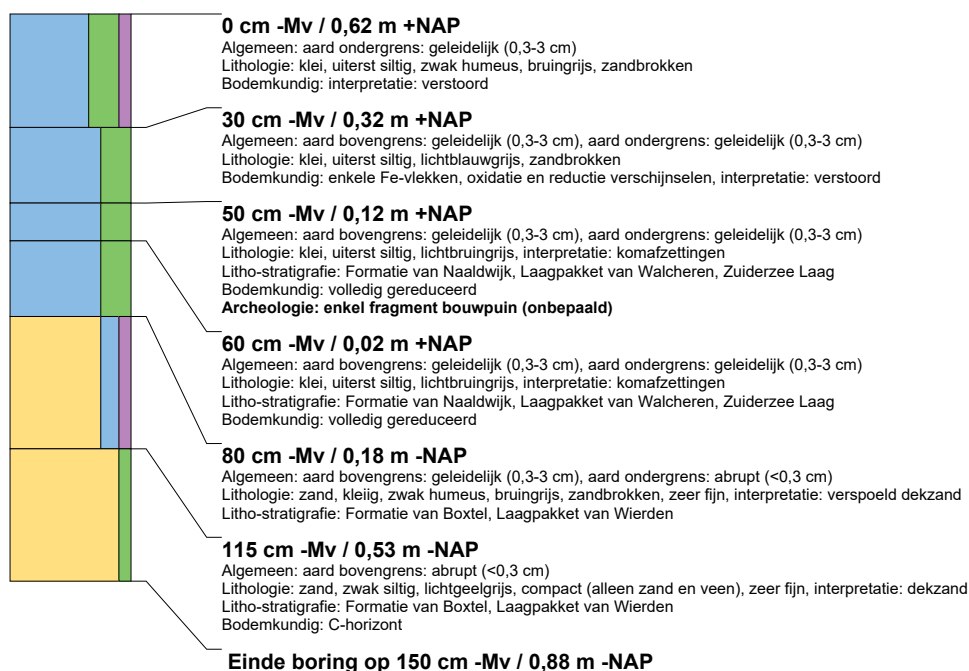 0 cm -Mv / 0,62 m +NAP
Algemeen: aard ondergrens: geleidelijk (0,3-3 cm)
Lithologie: klei, uiterst siltig, zwak humeus, bruingrijs, zandbrokken
Bodemkundig: interpretatie: verstoord
30 cm -Mv / 0,32 m +NAP
Algemeen: aard bovengrens: geleidelijk (0,3-3 cm), aard ondergrens: geleidelijk (0,3-3 cm)
Lithologie: klei, uiterst siltig, lichtblauwgrijs, zandbrokken
Bodemkundig: enkele Fe-vlekken, oxidatie en reductie verschijnselen, interpretatie: verstoord
50 cm -Mv / 0,12 m +NAP
Algemeen: aard bovengrens: geleidelijk (0,3-3 cm), aard ondergrens: geleidelijk (0,3-3 cm)
Lithologie: klei, uiterst siltig, lichtbruingrijs, interpretatie: komafzettingen
Litho-stratigrafie: Formatie van Naaldwijk, Laagpakket van Walcheren, Zuiderzee Laag
Bodemkundig: volledig gereduceerd
Archeologie: enkel fragment bouwpuin (onbepaald)
60 cm -Mv / 0,02 m +NAP
Algemeen: aard bovengrens: geleidelijk (0,3-3 cm), aard ondergrens: geleidelijk (0,3-3 cm)
Lithologie: klei, uiterst siltig, lichtbruingrijs, interpretatie: komafzettingen
Litho-stratigrafie: Formatie van Naaldwijk, Laagpakket van Walcheren, Zuiderzee Laag
Bodemkundig: volledig gereduceerd
80 cm -Mv / 0,18 m -NAP
Algemeen: aard bovengrens: geleidelijk (0,3-3 cm), aard ondergrens: abrupt (<0,3 cm)
Lithologie: zand, kleiig, zwak humeus, bruingrijs, zandbrokken, zeer fijn, interpretatie: verspoeld dekzand
Litho-stratigrafie: Formatie van Boxtel, Laagpakket van Wierden
115 cm -Mv / 0,53 m -NAP
Algemeen: aard bovengrens: abrupt (<0,3 cm)
Lithologie: zand, zwak siltig, lichtgeelgrijs, compact (alleen zand en veen), zeer fijn, interpretatie: dekzand
Litho-stratigrafie: Formatie van Boxtel, Laagpakket van Wierden
Bodemkundig: C-horizont
Einde boring op 150 cm -Mv / 0,88 m -NAP